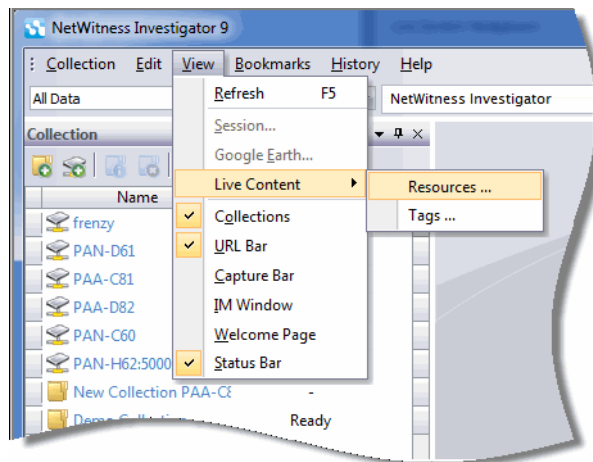 NetWitness Investigator 9
Collection Edit View Bookmarks History Help
All Data NetWitness Investigator
Refresh F5
Collection
Session...
Google Earth...
Live Content Resources ...
Name
Tags ...
frenzy
Collections
PAN-D61
URL Bar
PAA-C81
Capture Bar
PAA-D82
IM Window
PAN-C60
Welcome Page
PAN-H62:5000
Status Bar
New Collection PAA-C8 -
Demo Collection Ready